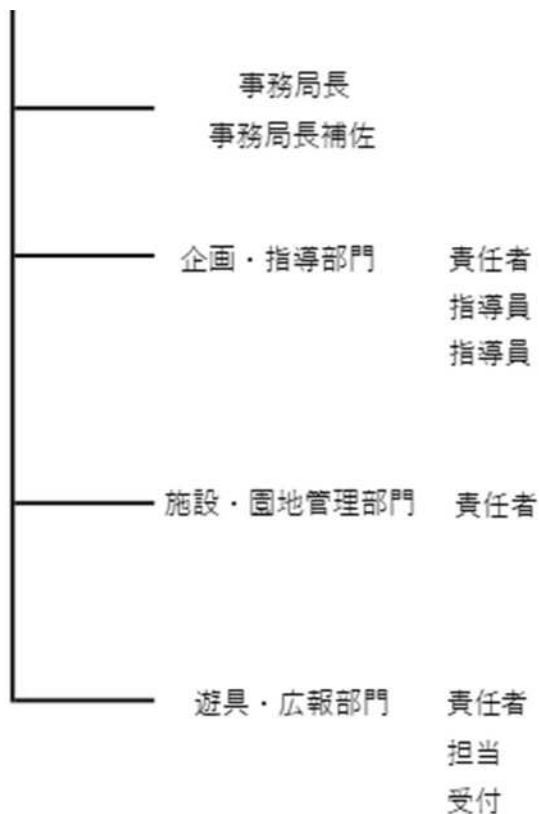 事務局長
事務局長補佐
企画・指導部門 責任者
指導員
指導員
施設・園地管理部門 責任者
遊具・広報部門 責任者
担当
受付